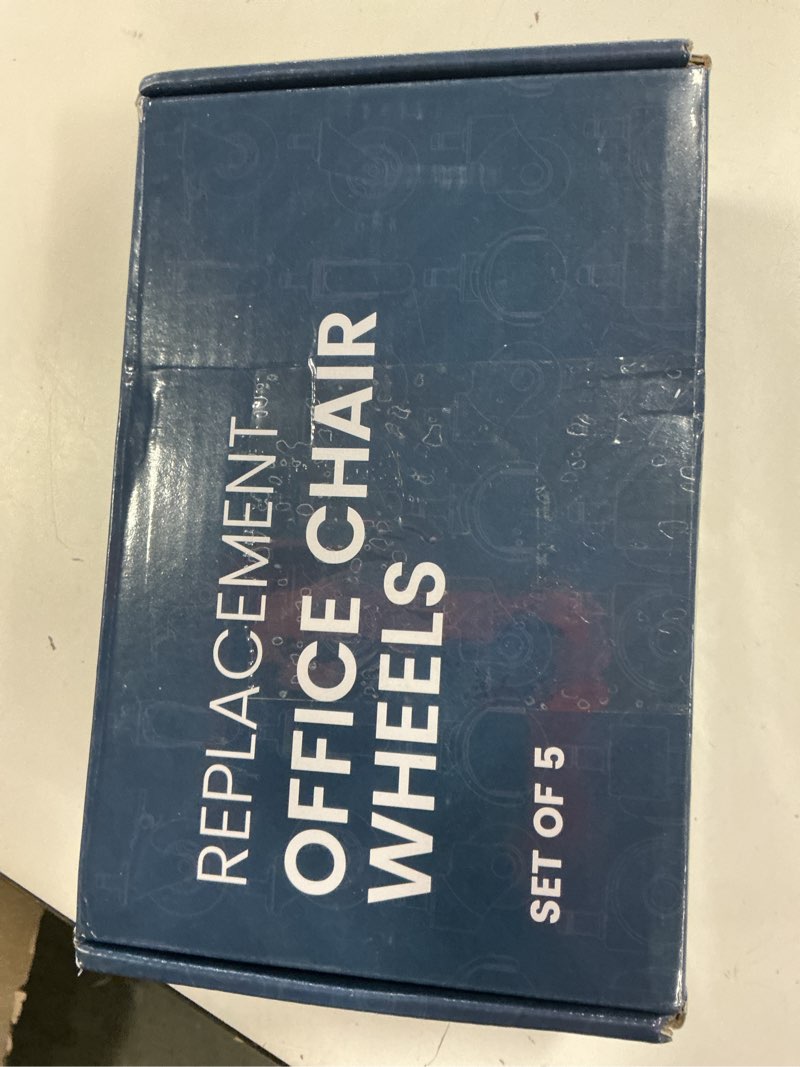 REPLACEMENT
OFFICE CHAIR
WHEELS
SET OF 5